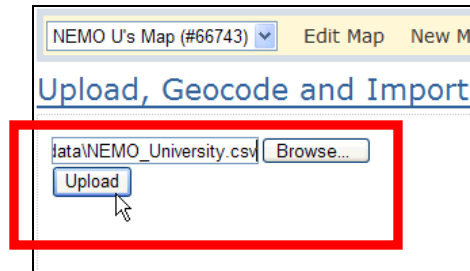 NEMO U's Map (#66743) Edit Map New M
Upload, Geocode and Import
data\NEMO_University.csv Browse...
Upload